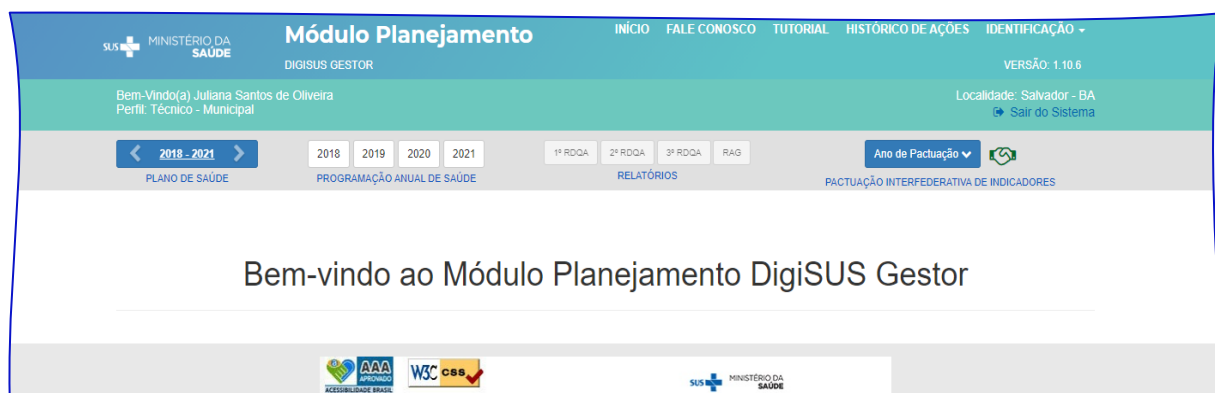 SUS MINISTÉRIO DA SAÚDE
Módulo Planejamento
DIGISUS GESTOR
INÍCIO FALE CONOSCO TUTORIAL HISTÓRICO DE AÇÕES IDENTIFICAÇÃO
VERSÃO: 1.10.6
Bem-Vindo(a) Juliana Santos de Oliveira
Perfil: Técnico - Municipal
Localidade: Salvador - BA
Sair do Sistema
2018 - 2021
PLANO DE SAÚDE
2018 2019 2020 2021
PROGRAMAÇÃO ANUAL DE SAÚDE
1º RDQA 2º RDQA 3º RDQA RAG
RELATÓRIOS
Ano de Pactuação
PACTUAÇÃO INTERFEDERATIVA DE INDICADORES
Bem-vindo ao Módulo Planejamento DigiSUS Gestor
AAA
APROVADO
ACESSIBILIDADE BRASIL
W3C css
SUS MINISTÉRIO DA
SAÚDE